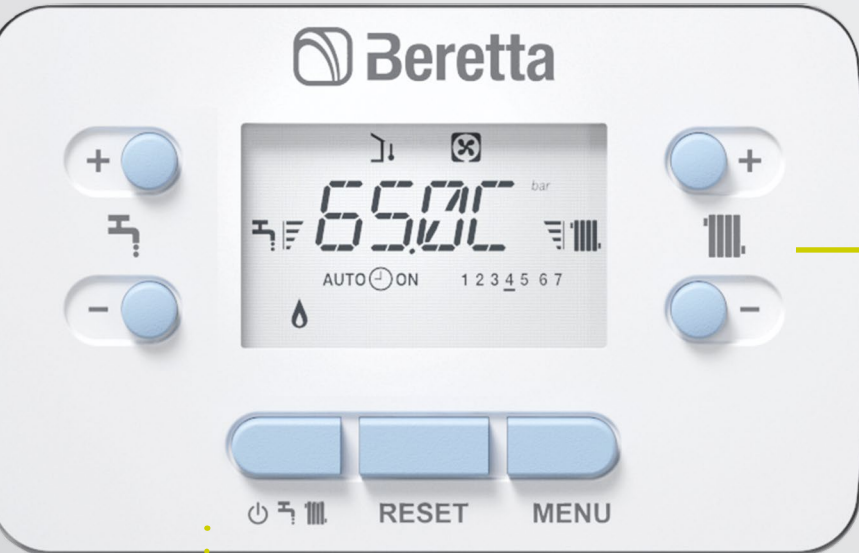 Beretta
+ +
65.0C bar
AUTO ON 1 2 3 4 5 6 7
- -
RESET MENU